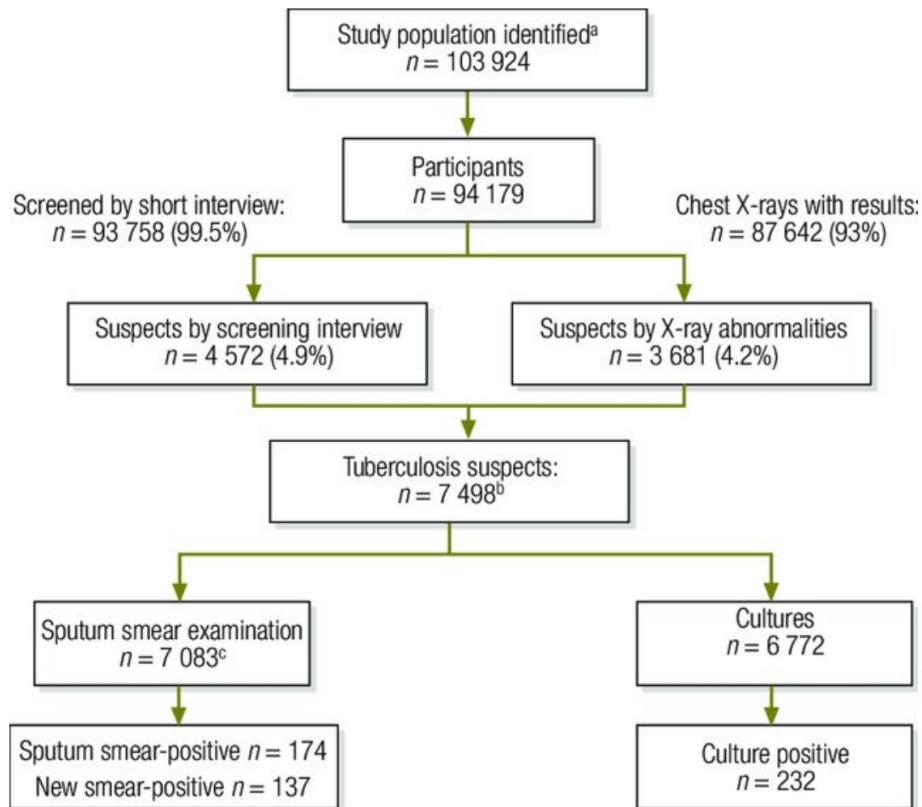 Study population identifiedᵃ
n = 103 924
Participants
n = 94 179
Screened by short interview:
n = 93 758 (99.5%)
Chest X-rays with results:
n = 87 642 (93%)
Suspects by screening interview
n = 4 572 (4.9%)
Suspects by X-ray abnormalities
n = 3 681 (4.2%)
Tuberculosis suspects:
n = 7 498ᵇ
Sputum smear examination
n = 7 083ᶜ
Cultures
n = 6 772
Sputum smear-positive n = 174
New smear-positive n = 137
Culture positive
n = 232